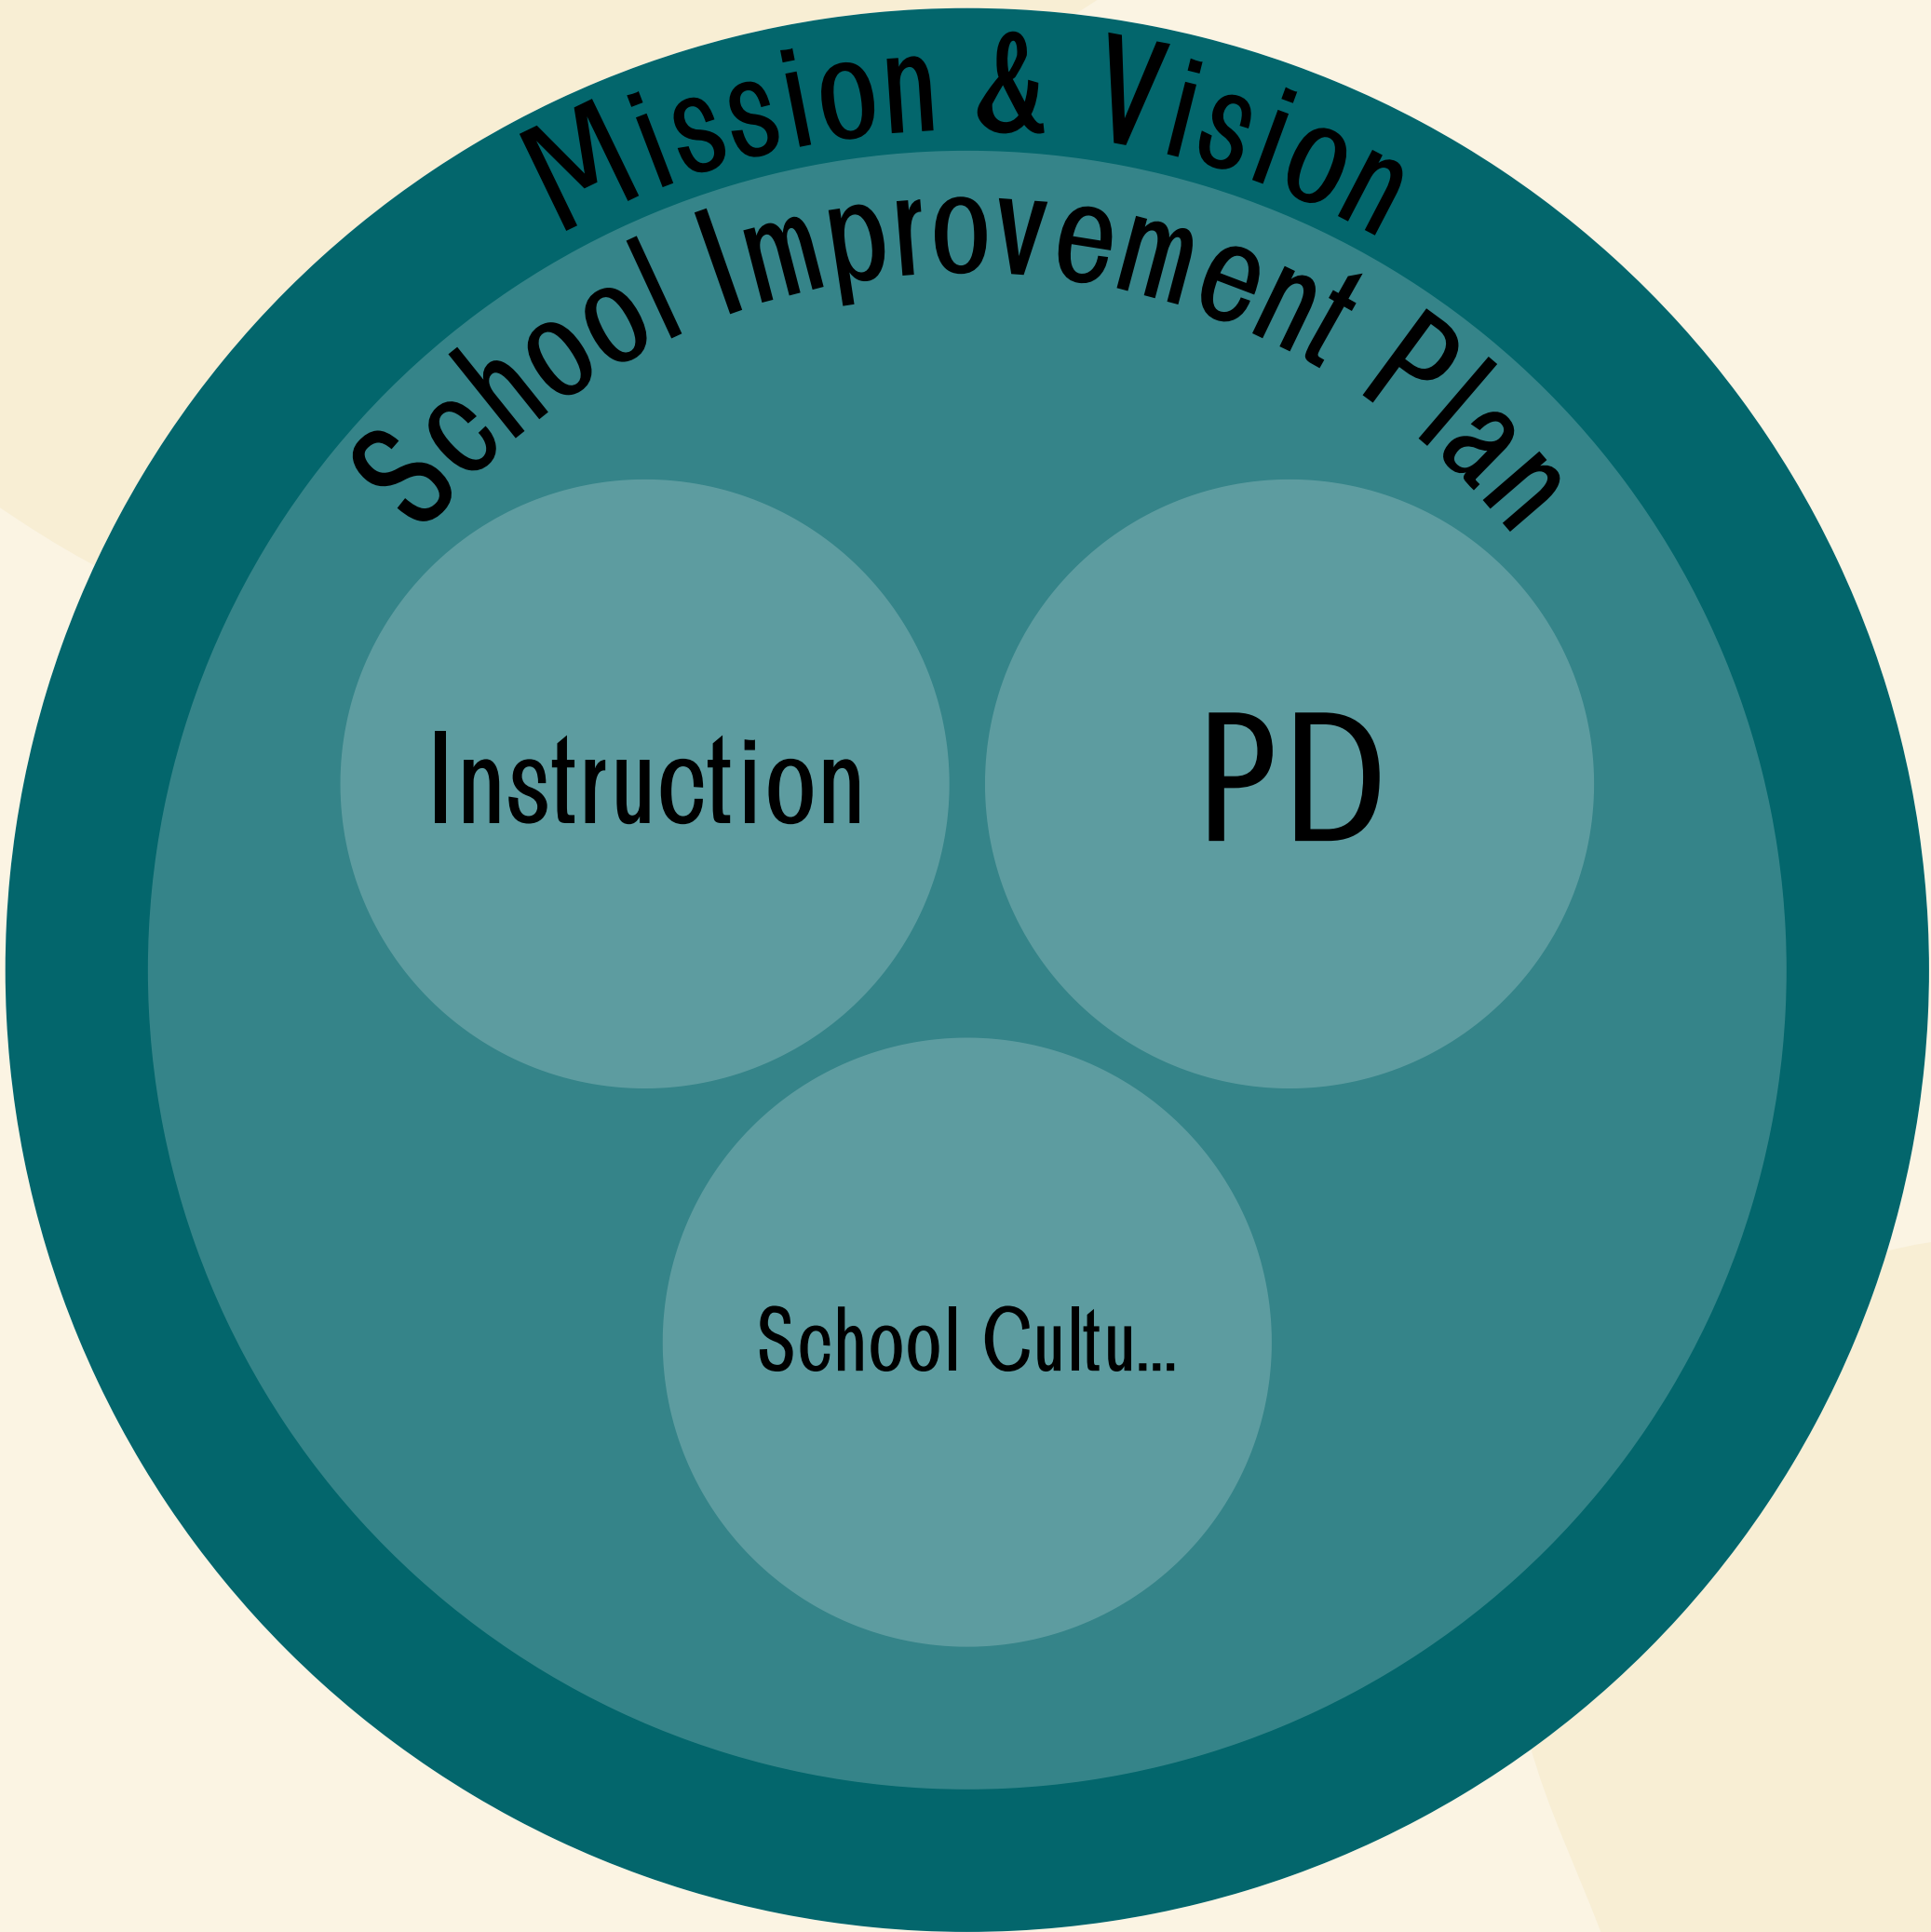 Mission & Vision
School Improvement Plan
Instruction
PD
School Cultu...